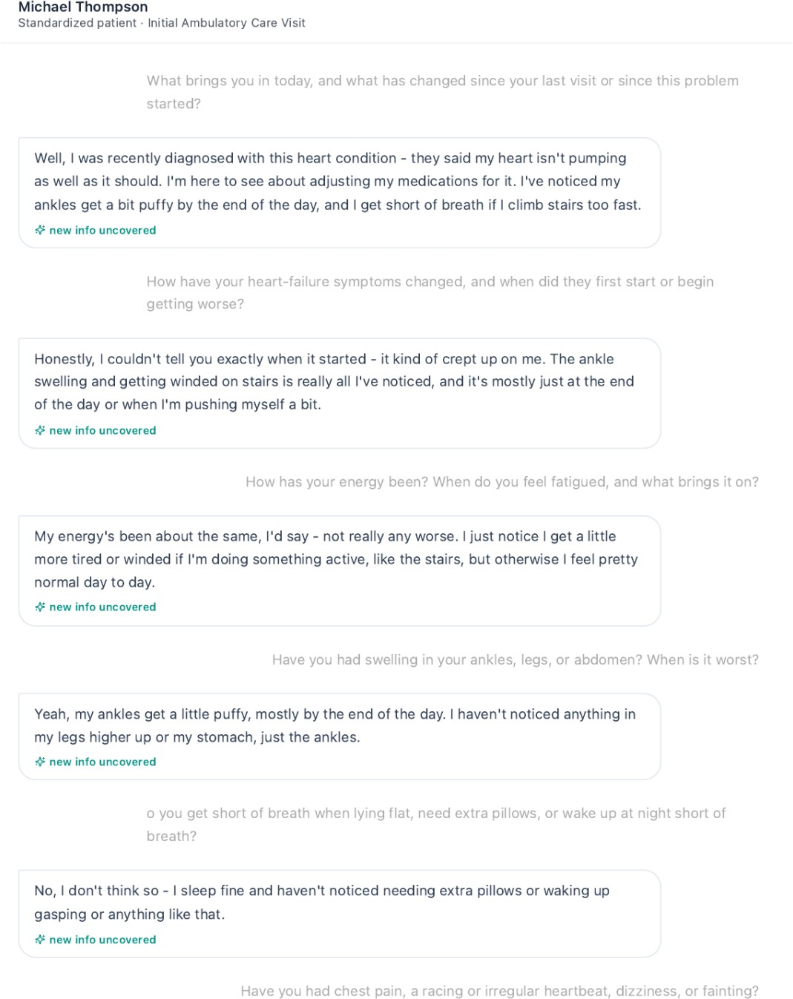 Michael Thompson
Standardized patient · Initial Ambulatory Care Visit
What brings you in today, and what has changed since your last visit or since this problem
started?
Well, I was recently diagnosed with this heart condition - they said my heart isn't pumping
as well as it should. I'm here to see about adjusting my medications for it. I've noticed my
ankles get a bit puffy by the end of the day, and I get short of breath if I climb stairs too fast.
new info uncovered
How have your heart-failure symptoms changed, and when did they first start or begin
getting worse?
Honestly, I couldn't tell you exactly when it started - it kind of crept up on me. The ankle
swelling and getting winded on stairs is really all I've noticed, and it's mostly just at the end
of the day or when I'm pushing myself a bit.
new info uncovered
How has your energy been? When do you feel fatigued, and what brings it on?
My energy's been about the same, I'd say - not really any worse. I just notice I get a little
more tired or winded if I'm doing something active, like the stairs, but otherwise I feel pretty
normal day to day.
new info uncovered
Have you had swelling in your ankles, legs, or abdomen? When is it worst?
Yeah, my ankles get a little puffy, mostly by the end of the day. I haven't noticed anything in
my legs higher up or my stomach, just the ankles.
new info uncovered
o you get short of breath when lying flat, need extra pillows, or wake up at night short of
breath?
No, I don't think so - I sleep fine and haven't noticed needing extra pillows or waking up
gasping or anything like that.
new info uncovered
Have you had chest pain, a racing or irregular heartbeat, dizziness, or fainting?